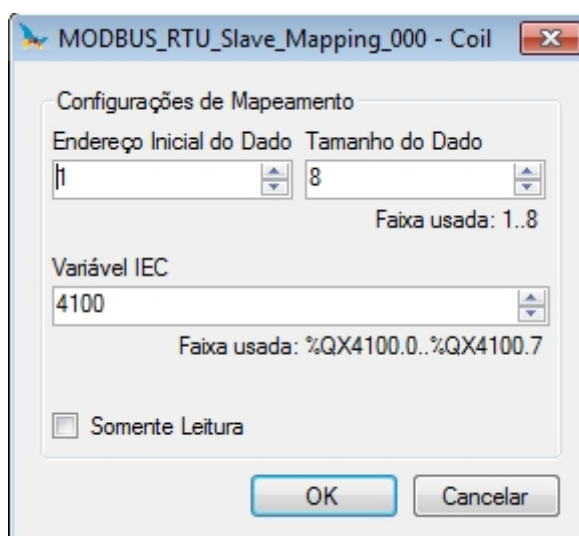 MODBUS_RTU_Slave_Mapping_000 - Coil
Configurações de Mapeamento
Endereço Inicial do Dado Tamanho do Dado
1 8
Faixa usada: 1..8
Variável IEC
4100
Faixa usada: %QX4100.0..%QX4100.7
Somente Leitura
OK Cancelar